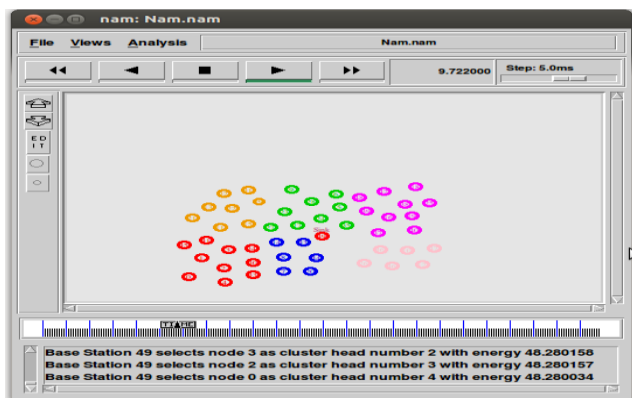 nam: Nam.nam
File Views Analysis Nam.nam
9.722000 Step: 5.0ms
E D
I T
Base Station 49 selects node 3 as cluster head number 2 with energy 48.280158
Base Station 49 selects node 2 as cluster head number 3 with energy 48.280157
Base Station 49 selects node 0 as cluster head number 4 with energy 48.280034